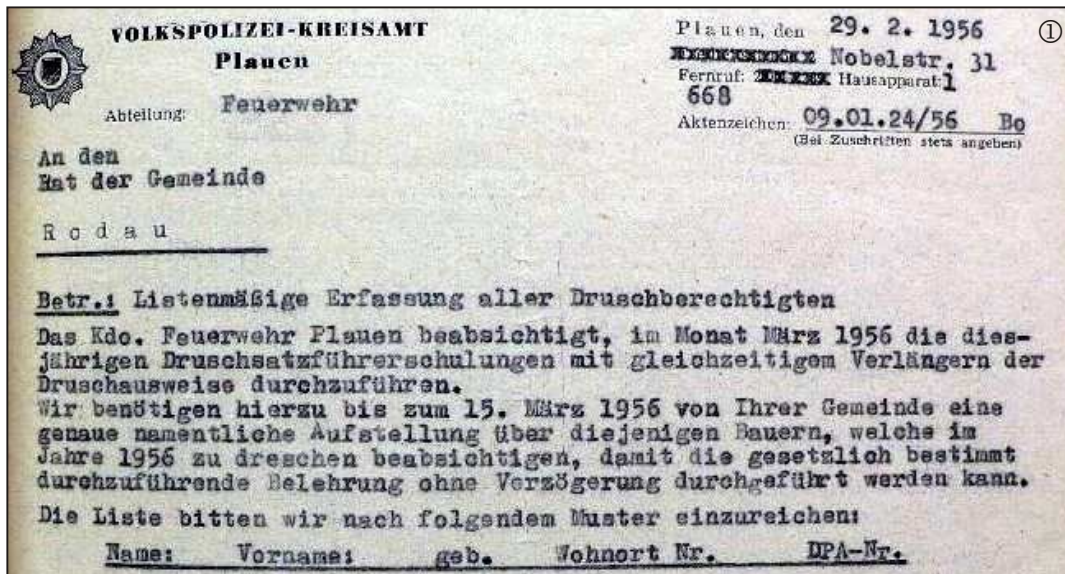 VOLKSPOLIZEI-KREISAMT
Plauen
Abteilung: Feuerwehr
Plauen, den 29. 2. 1956
①
Nobelstr. 31
Fernruf: Hausapparat: 1
668
Aktenzeichen: 09.01.24/56 Bo
(Bei Zuschriften stets angeben)
An den
Rat der Gemeinde
Rodau
Betr.: Listenmäßige Erfassung aller Druschberechtigten
Das Kdo. Feuerwehr Plauen beabsichtigt, im Monat März 1956 die dies-
jährigen Druschsatzführerschulungen mit gleichzeitigem Verlängern der
Druschausweise durchzuführen.
Wir benötigen hierzu bis zum 15. März 1956 von Ihrer Gemeinde eine
genaue namentliche Aufstellung über diejenigen Bauern, welche im
Jahre 1956 zu dreschen beabsichtigen, damit die gesetzlich bestimmt
durchzuführende Belehrung ohne Verzögerung durchgeführt werden kann.
Die Liste bitten wir nach folgendem Muster einzureichen:
Name: Vorname: geb. Wohnort Nr. DPA-Nr.